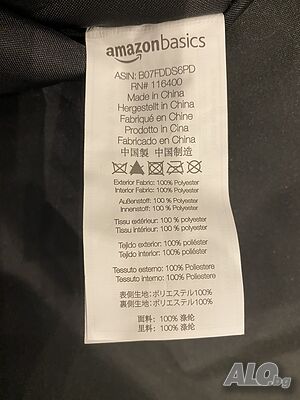 amazonbasics
ASIN: B07FDDS6PD
RN# 116400
Made in China
Hergestellt in China
Fabriqué en Chine
Prodotto in Cina
Fabricado en China
中国製 中国制造
Exterior Fabric: 100% Polyester
Interior Fabric: 100% Polyester
Außenstoff: 100 % Polyester
Innenstoff: 100 % Polyester
Tissu extérieur: 100 % polyester
Tissu intérieur: 100 % polyester
Tejido exterior: 100% poliéster
Tejido interior: 100% poliéster
Tessuto esterno: 100% Poliestere
Tessuto interno: 100% Poliestere
表側生地:ポリエステル100%
裏側生地:ポリエステル100%
面料: 100% 涤纶
里料: 100% 涤纶
ALO.bg